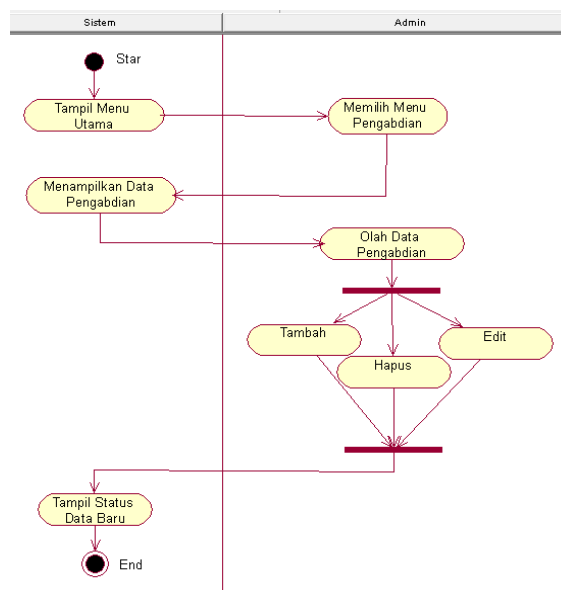 Sistem
Admin
Star
Tampil Menu
Utama
Memilih Menu
Pengabdian
Menampilkan Data
Pengabdian
Olah Data
Pengabdian
Tambah
Hapus
Edit
Tampil Status
Data Baru
End